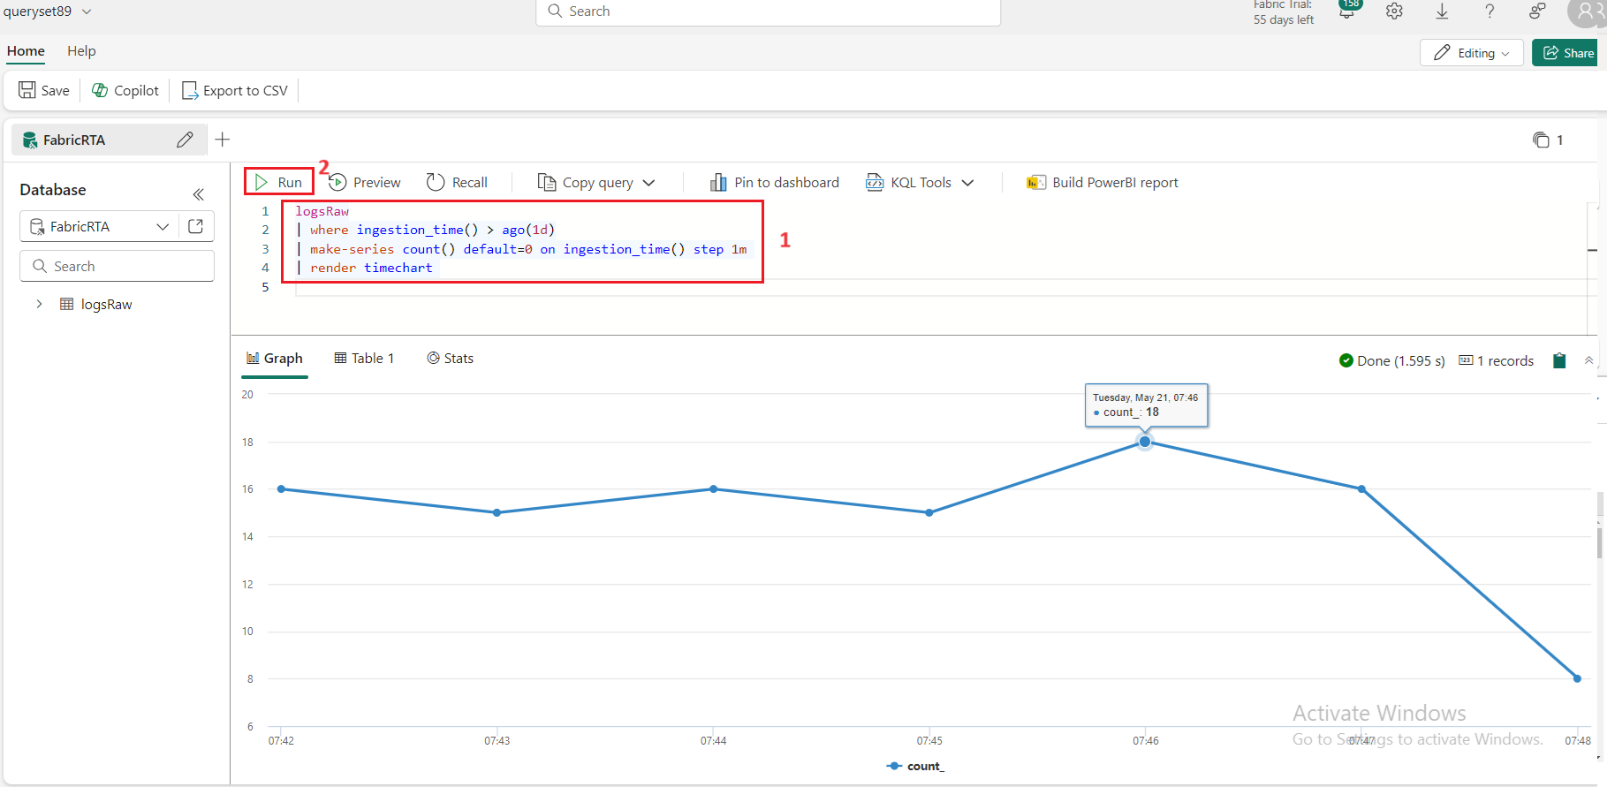 queryset89
Search
Fabric Trial:
55 days left
158
?
Home Help
Editing
Share
Save Copilot Export to CSV
FabricRTA
1
Database
FabricRTA
Search
logsRaw
Run
2
Preview
Recall
Copy query
Pin to dashboard
KQL Tools
Build PowerBI report
1 logsRaw
2 | where ingestion_time() > ago(1d)
3 | make-series count() default=0 on ingestion_time() step 1m
4 | render timechart
5
1
Graph Table 1 Stats
Done (1.595 s) 1 records
Tuesday, May 21, 07:46
count_: 18
20
18
16
14
12
10
8
6
07:42 07:43 07:44 07:45 07:46 07:47 07:48
count_
Activate Windows
Go to Settings to activate Windows.